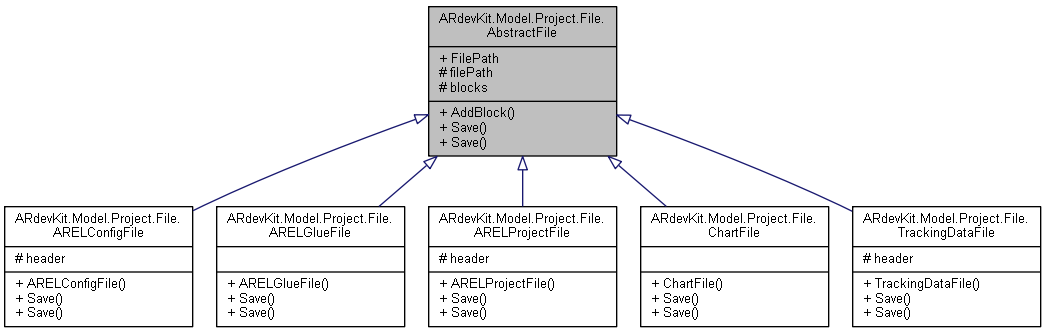 ARdevKit.Model.Project.File.
AbstractFile
+ FilePath
# filePath
# blocks
+ AddBlock()
+ Save()
+ Save()
ARdevKit.Model.Project.File.
ARELConfigFile
# header
+ ARELConfigFile()
+ Save()
+ Save()
ARdevKit.Model.Project.File.
ARELGlueFile
+ ARELGlueFile()
+ Save()
+ Save()
ARdevKit.Model.Project.File.
ARELProjectFile
# header
+ ARELProjectFile()
+ Save()
+ Save()
ARdevKit.Model.Project.File.
ChartFile
+ ChartFile()
+ Save()
+ Save()
ARdevKit.Model.Project.File.
TrackingDataFile
# header
+ TrackingDataFile()
+ Save()
+ Save()